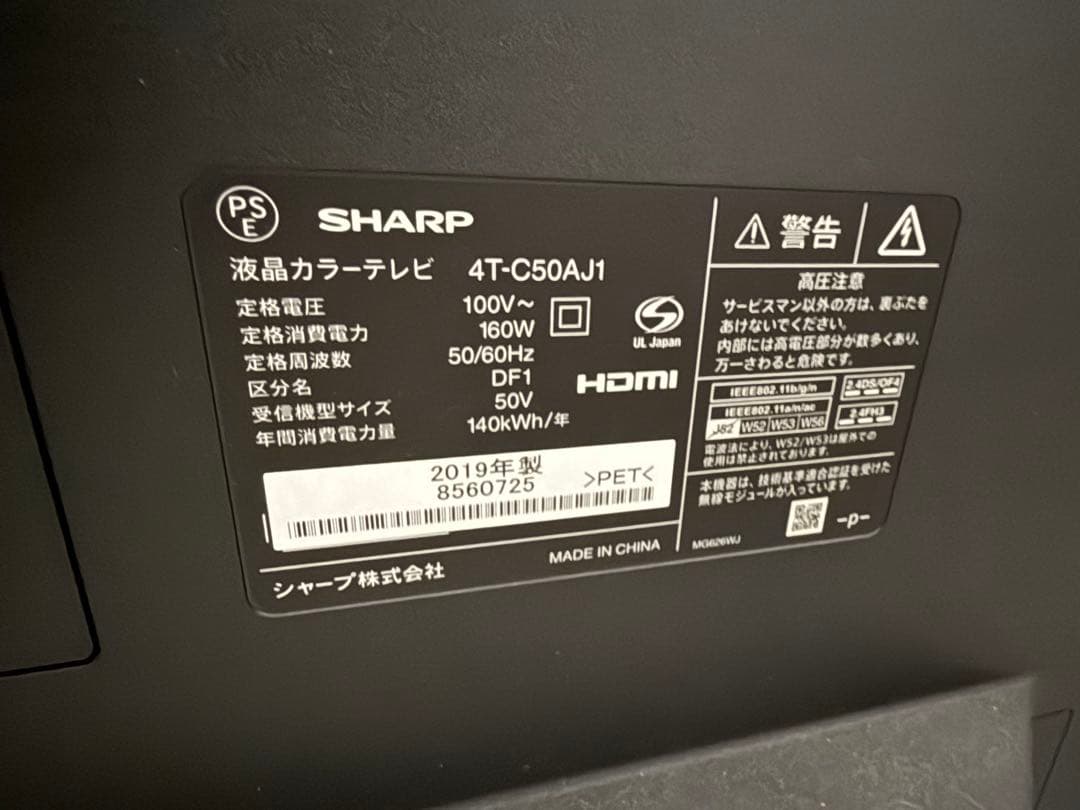 PS
E
SHARP
液晶カラーテレビ 4T-C50AJ1
定格電圧 100V~
定格消費電力 160W
定格周波数 50/60Hz
区分名 DF1
受信機型サイズ 50V
年間消費電力量 140kWh/年
UL Japan
HDMI
2019年製
8560725 >PET<
シャープ株式会社
MADE IN CHINA
警告
高圧注意
サービスマン以外の方は、裏ぶたを
あけないでください。
内部には高電圧部分が数多くあり、
万一さわると危険です。
IEEE802.11b/g/n
IEEE802.11a/n/ac
J52 W52 W53 W56
2.4DS/OF4
2.4FH3
電波法により、W52/W53は屋外での
使用は禁止されております。
本機器は、技術基準適合認証を受けた
無線モジュールが入っています。
-p-
MG626WJ